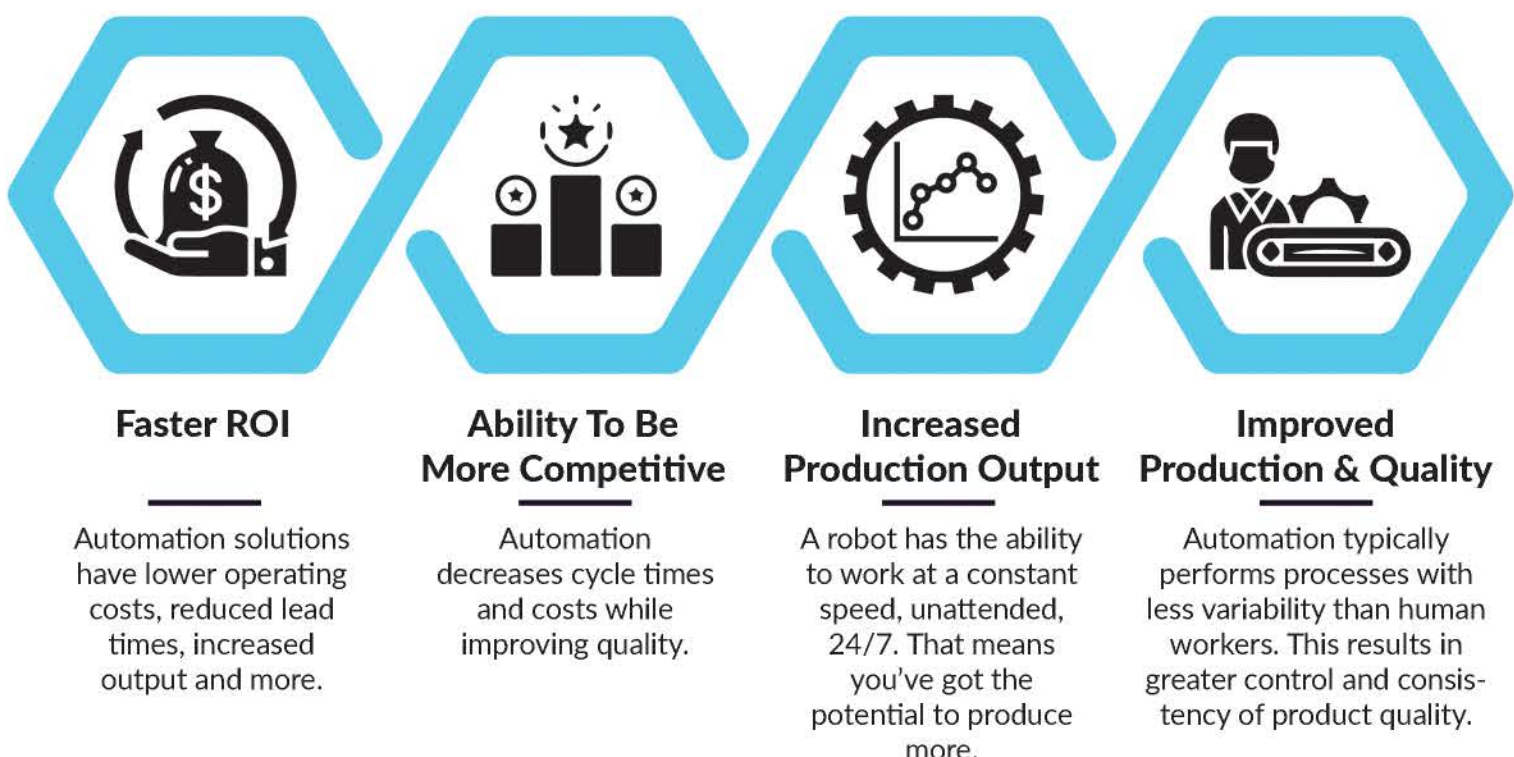 Faster ROI
Automation solutions
have lower operating
costs, reduced lead
times, increased
output and more.
Ability To Be
More Competitive
Automation
decreases cycle times
and costs while
improving quality.
Increased
Production Output
A robot has the ability
to work at a constant
speed, unattended,
24/7. That means
you've got the
potential to produce
more.
Improved
Production & Quality
Automation typically
performs processes with
less variability than human
workers. This results in
greater control and consis-
tency of product quality.